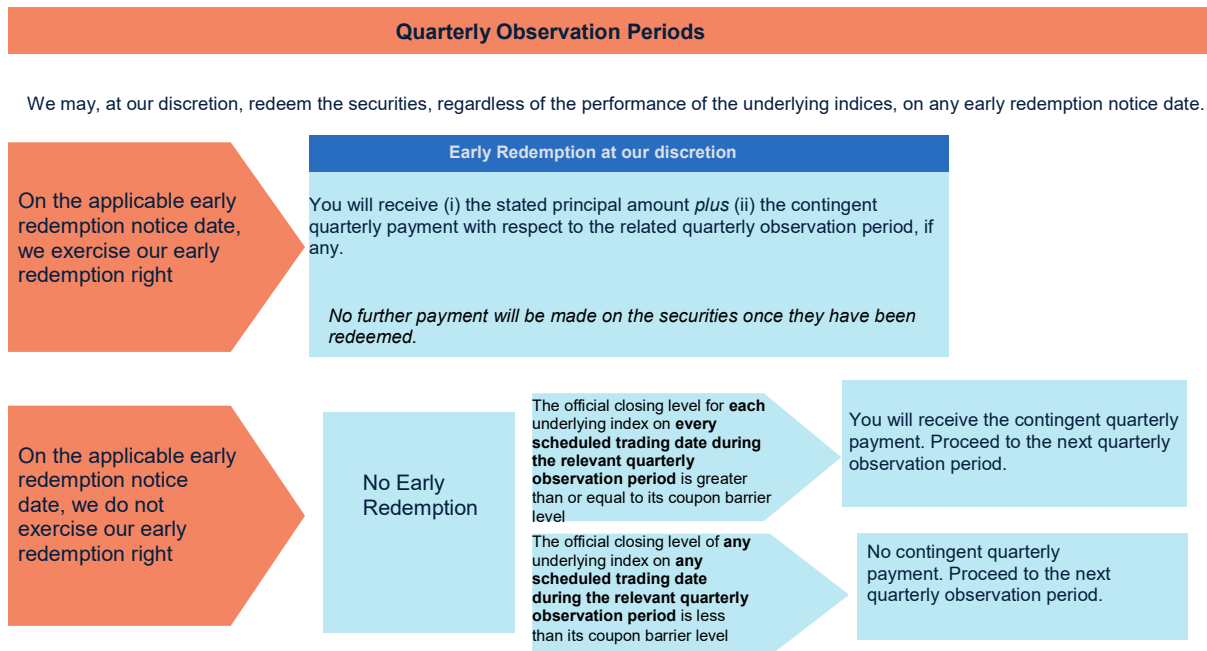 Quarterly Observation Periods
We may, at our discretion, redeem the securities, regardless of the performance of the underlying indices, on any early redemption notice date.
On the applicable early
redemption notice date,
we exercise our early
redemption right
Early Redemption at our discretion
You will receive (i) the stated principal amount plus (ii) the contingent
quarterly payment with respect to the related quarterly observation period, if
any.
No further payment will be made on the securities once they have been
redeemed.
On the applicable early
redemption notice
date, we do not
exercise our early
redemption right
No Early
Redemption
The official closing level for each
underlying index on every
scheduled trading date during
the relevant quarterly
observation period is greater
than or equal to its coupon barrier
level
You will receive the contingent quarterly
payment. Proceed to the next quarterly
observation period.
The official closing level of any
underlying index on any
scheduled trading date
during the relevant quarterly
observation period is less
than its coupon barrier level
No contingent quarterly
payment. Proceed to the next
quarterly observation period.